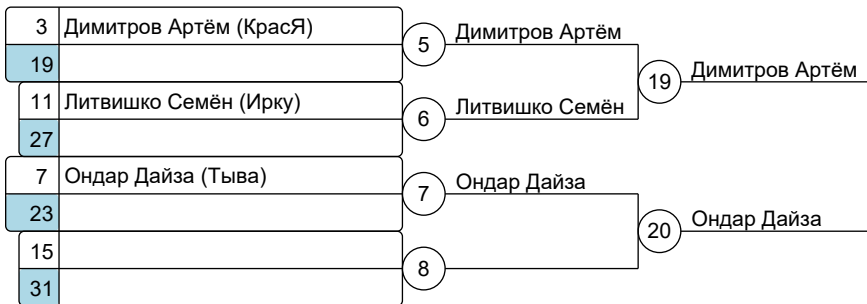 3 Димитров Артём (КрасЯ)
19
5 Димитров Артём
11 Литвишко Семён (Ирку)
27
6 Литвишко Семён
19 Димитров Артём
7 Ондар Дайза (Тыва)
23
7 Ондар Дайза
15
31
8
20 Ондар Дайза